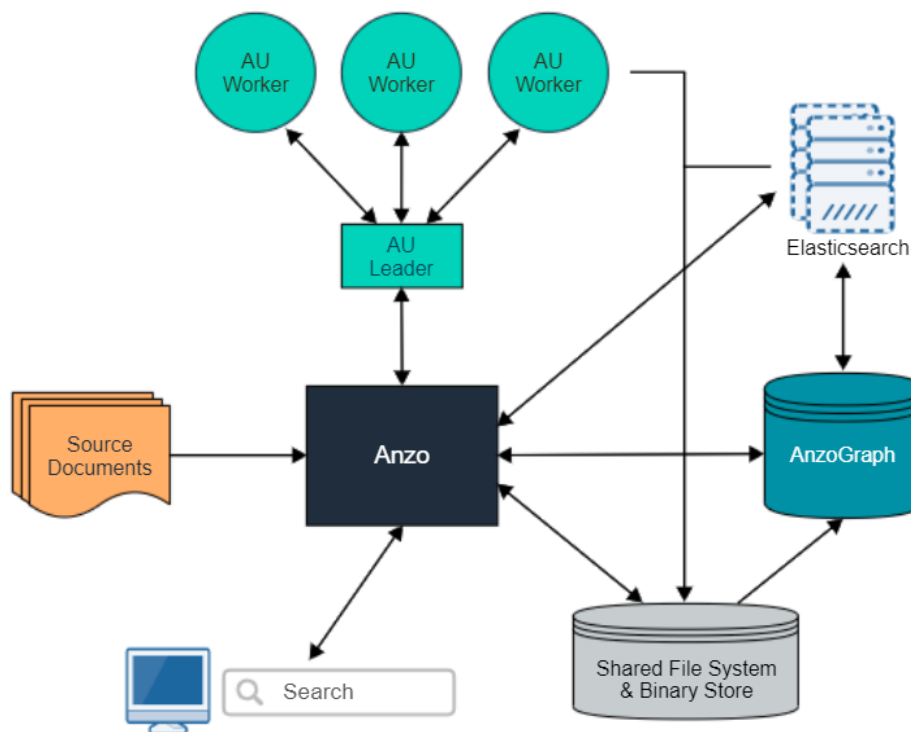 AU
Worker
AU
Worker
AU
Worker
AU
Leader
Elasticsearch
Source
Documents
Anzo
AnzoGraph
Shared File System
& Binary Store
Search